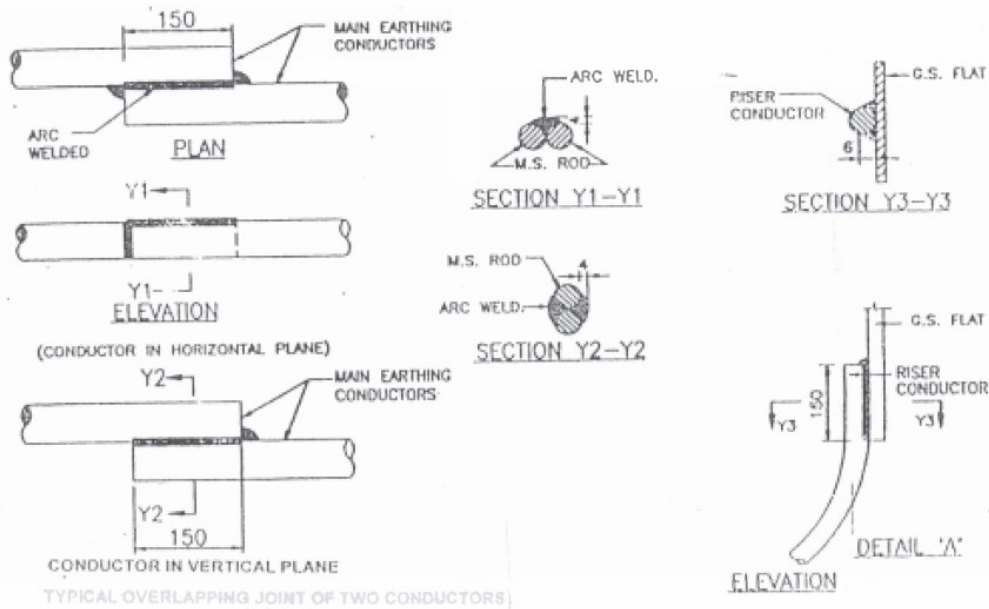 150
MAIN EARTHING
CONDUCTORS
ARC
WELDED
PLAN
Y1
Y1
ELEVATION
(CONDUCTOR IN HORIZONTAL PLANE)
Y2
MAIN EARTHING
CONDUCTORS
Y2
150
CONDUCTOR IN VERTICAL PLANE
TYPICAL OVERLAPPING JOINT OF TWO CONDUCTORS
ARC WELD.
4
M.S. ROD
SECTION Y1-Y1
M.S. ROD
4
ARC WELD.
SECTION Y2-Y2
G.S. FLAT
RISER
CONDUCTOR
6
SECTION Y3-Y3
G.S. FLAT
RISER
CONDUCTOR
150
Y3
Y3
DETAIL 'A'
ELEVATION